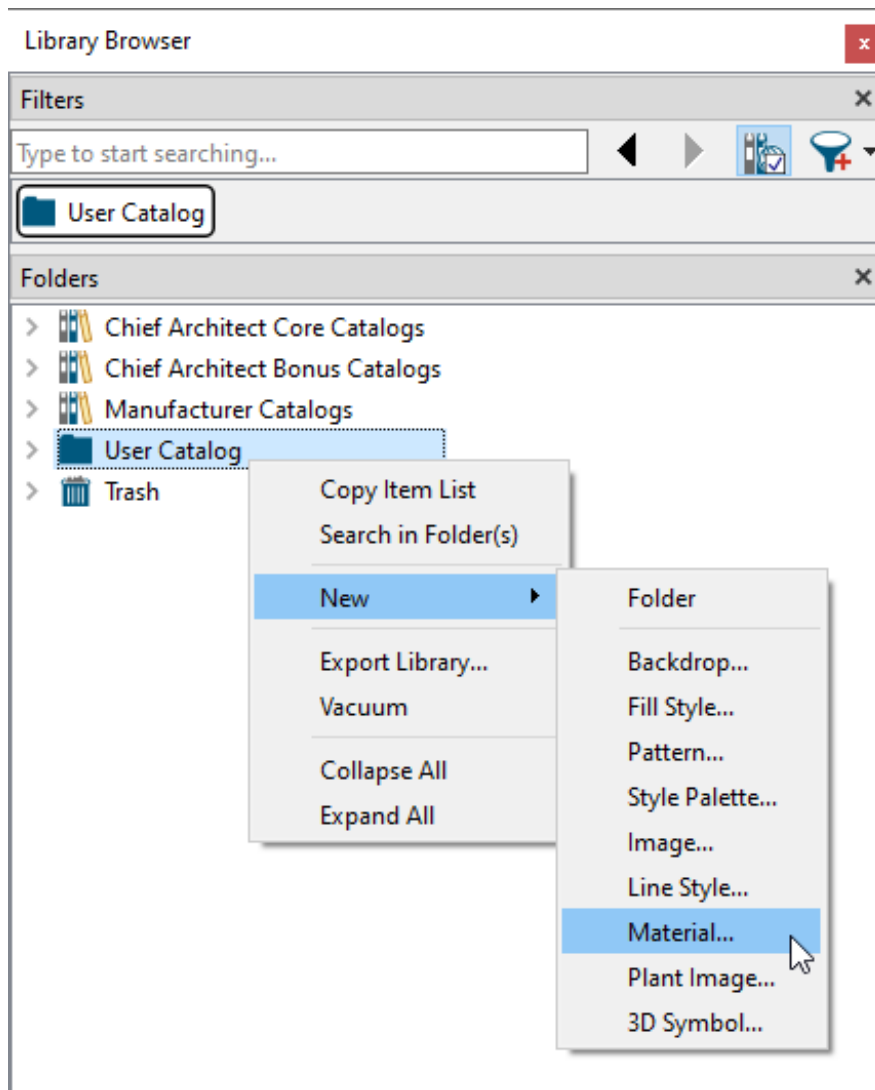 Library Browser
x
Filters
Type to start searching...
User Catalog
Folders
Chief Architect Core Catalogs
Chief Architect Bonus Catalogs
Manufacturer Catalogs
User Catalog
Trash
Copy Item List
Search in Folder(s)
New
Export Library...
Vacuum
Collapse All
Expand All
Folder
Backdrop...
Fill Style...
Pattern...
Style Palette...
Image...
Line Style...
Material...
Plant Image...
3D Symbol...